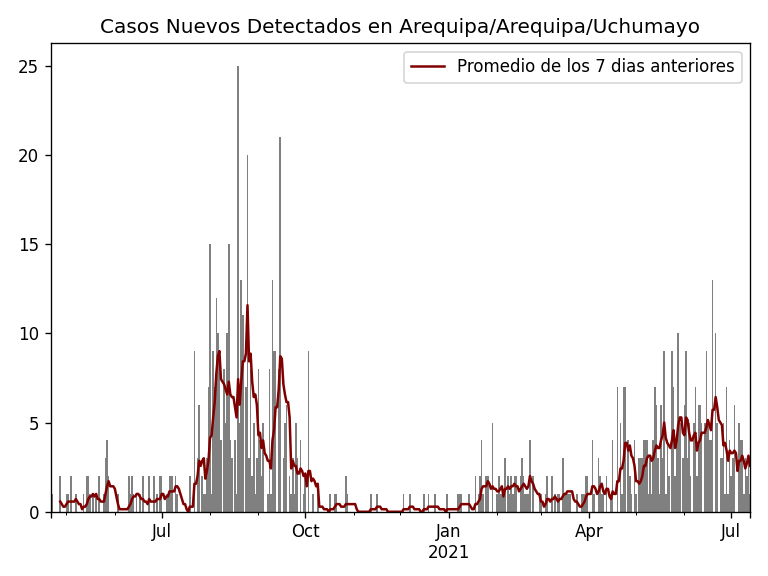 Casos Nuevos Detectados en Arequipa/Arequipa/Uchumayo
Promedio de los 7 dias anteriores
25
20
15
10
5
0
Jul
Oct
Jan
2021
Apr
Jul